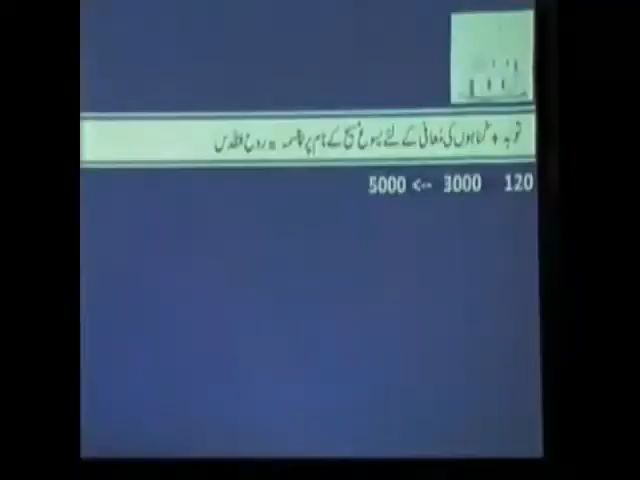 توبہ + گناہوں کی معافی کے لئے یسوع مسیح کے نام پر بپتسمہ = روح القدس
120 3000 --> 5000